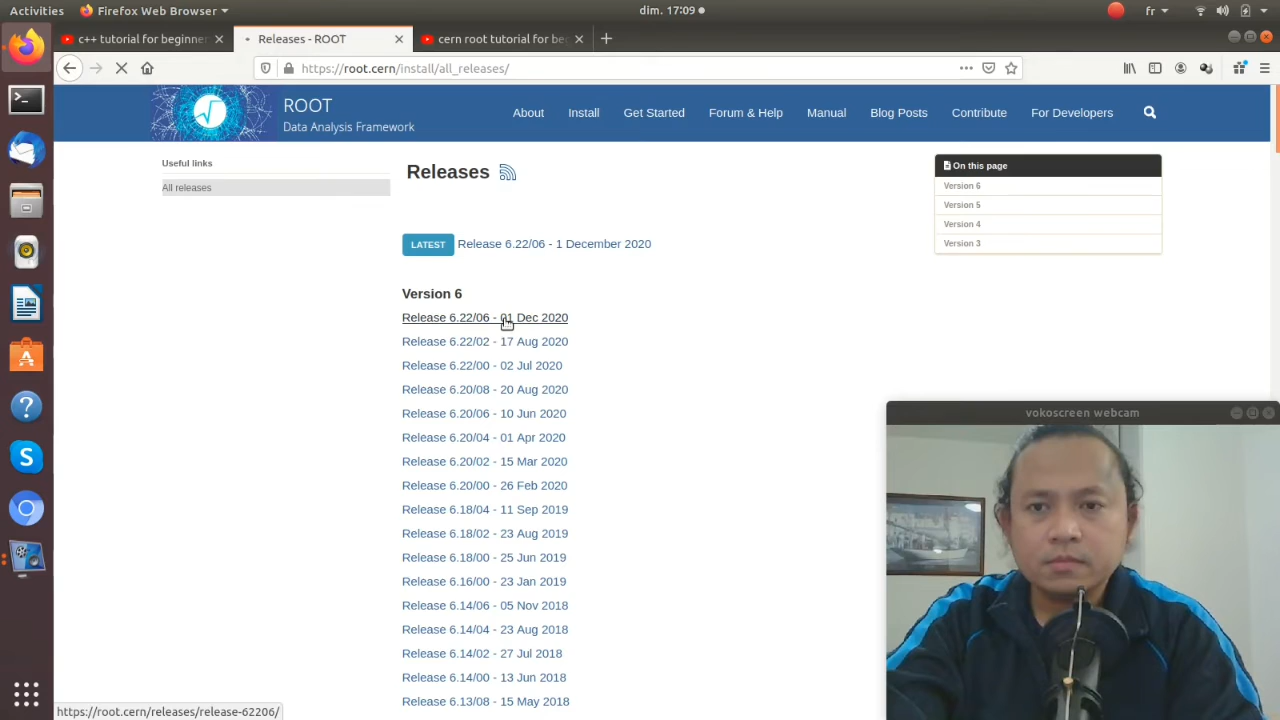 Activities
Firefox Web Browser
dim. 17:09
fr
c++ tutorial for beginner
Releases - ROOT
cern root tutorial for be
https://root.cern/install/all_releases/
ROOT
Data Analysis Framework
About
Install
Get Started
Forum & Help
Manual
Blog Posts
Contribute
For Developers
Useful links
All releases
Releases
On this page
Version 6
Version 5
Version 4
Version 3
LATEST Release 6.22/06 - 1 December 2020
Version 6
Release 6.22/06 - 01 Dec 2020
Release 6.22/02 - 17 Aug 2020
Release 6.22/00 - 02 Jul 2020
Release 6.20/08 - 20 Aug 2020
Release 6.20/06 - 10 Jun 2020
Release 6.20/04 - 01 Apr 2020
Release 6.20/02 - 15 Mar 2020
Release 6.20/00 - 26 Feb 2020
Release 6.18/04 - 11 Sep 2019
Release 6.18/02 - 23 Aug 2019
Release 6.18/00 - 25 Jun 2019
Release 6.16/00 - 23 Jan 2019
Release 6.14/06 - 05 Nov 2018
Release 6.14/04 - 23 Aug 2018
Release 6.14/02 - 27 Jul 2018
Release 6.14/00 - 13 Jun 2018
Release 6.13/08 - 15 May 2018
vokoscreen webcam
https://root.cern/releases/release-62206/